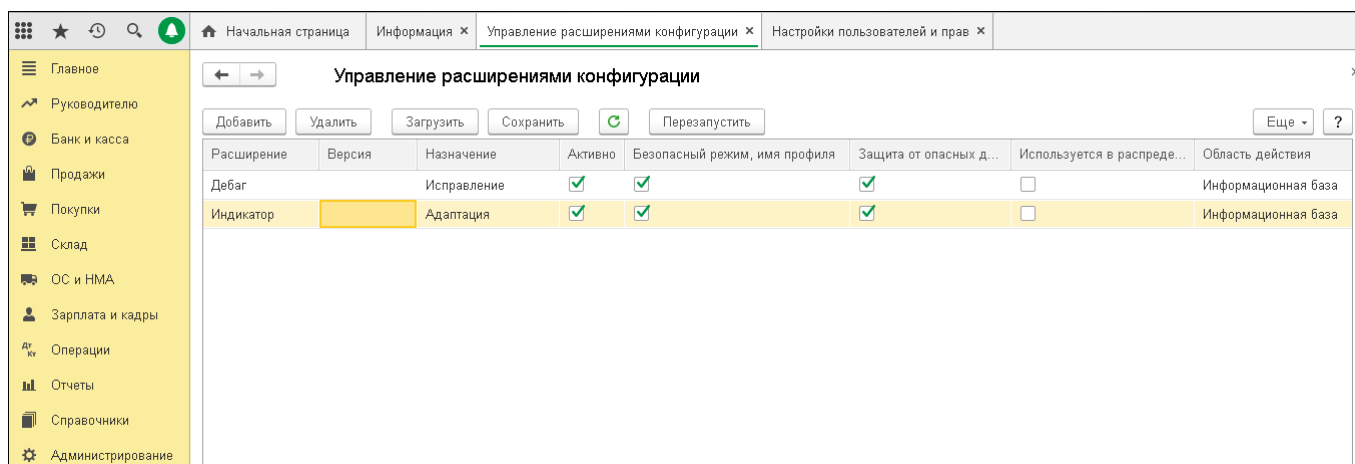 Начальная страница Информация Управление расширениями конфигурации Настройки пользователей и прав
Главное
Управление расширениями конфигурации
Руководителю
Добавить Удалить Загрузить Сохранить Перезапустить Еще ?
Банк и касса
Расширение Версия Назначение Активно Безопасный режим, имя профиля Защита от опасных д... Используется в распреде... Область действия
Продажи
Дебаг Исправление Информационная база
Покупки
Индикатор Адаптация Информационная база
Склад
ОС и НМА
Зарплата и кадры
Дт Кт Операции
Отчеты
Справочники
Администрирование